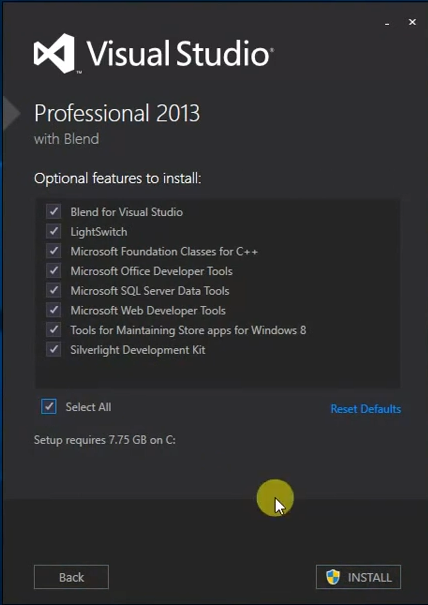 Visual Studio
Professional 2013
with Blend
Optional features to install:
Blend for Visual Studio
LightSwitch
Microsoft Foundation Classes for C++
Microsoft Office Developer Tools
Microsoft SQL Server Data Tools
Microsoft Web Developer Tools
Tools for Maintaining Store apps for Windows 8
Silverlight Development Kit
Select All Reset Defaults
Setup requires 7.75 GB on C:
Back INSTALL